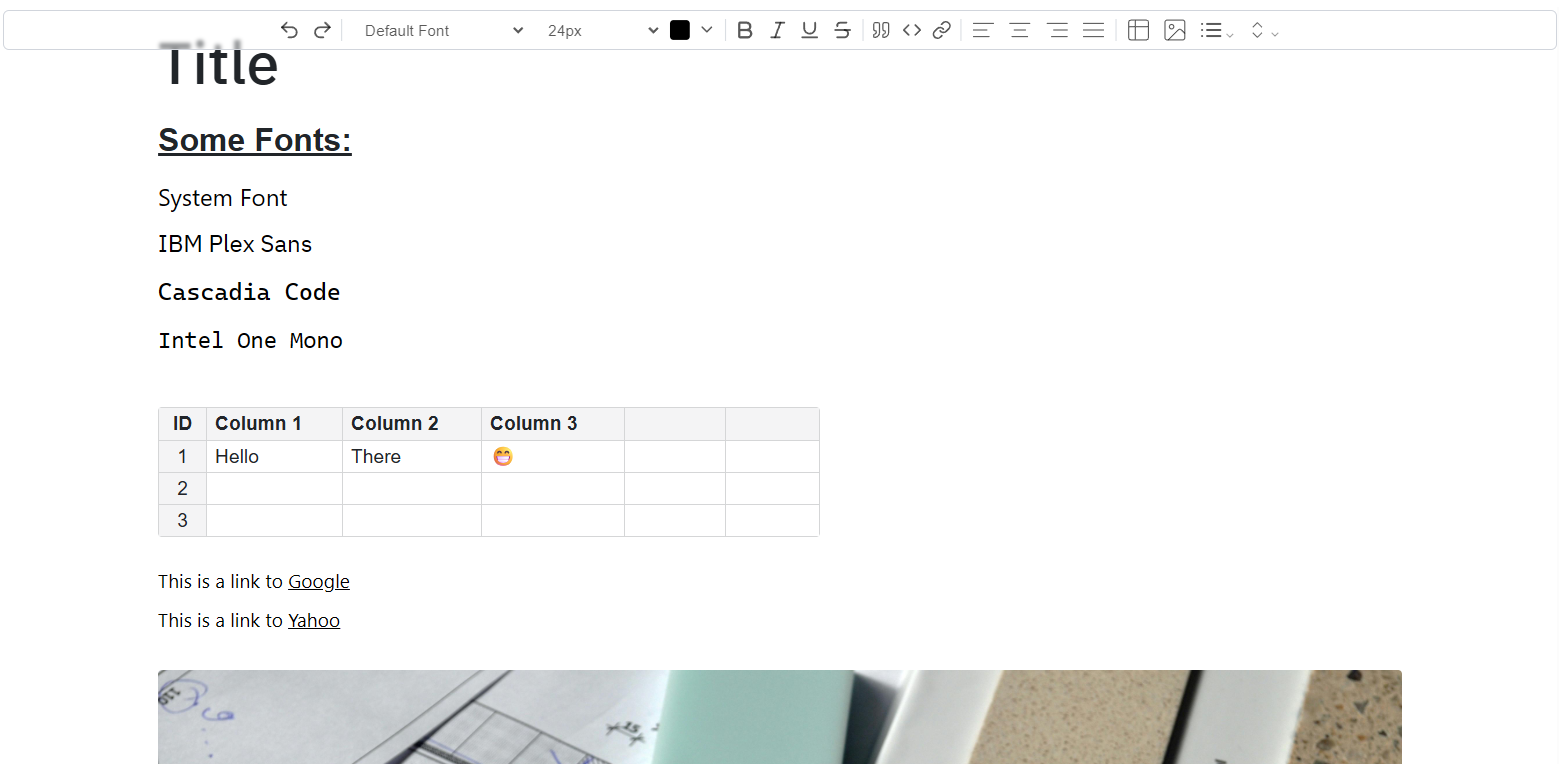 Default Font 24px
Title
Some Fonts:
System Font
IBM Plex Sans
Cascadia Code
Intel One Mono
ID Column 1 Column 2 Column 3
1 Hello There 😁
2
3
This is a link to Google
This is a link to Yahoo
15